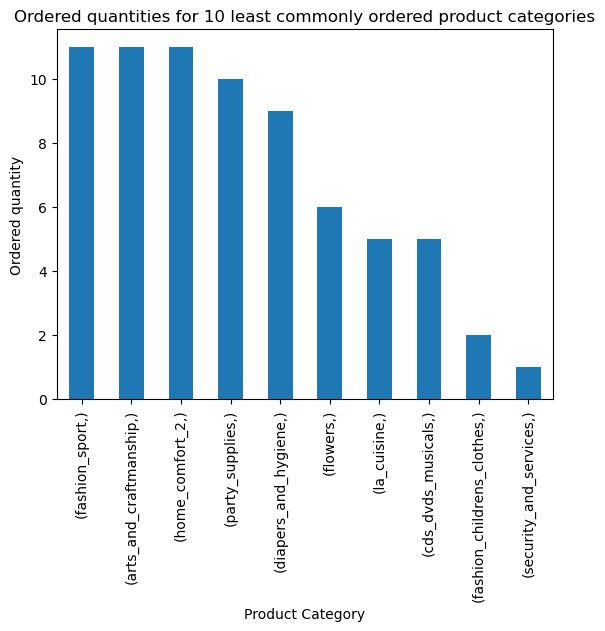 Ordered quantities for 10 least commonly ordered product categories
Ordered quantity
10
8
6
4
2
0
(fashion_sport,)
(arts_and_craftmanship,)
(home_comfort_2,)
(party_supplies,)
(diapers_and_hygiene,)
(flowers,)
(la_cuisine,)
(cds_dvds_musicals,)
(fashion_childrens_clothes,)
(security_and_services,)
Product Category